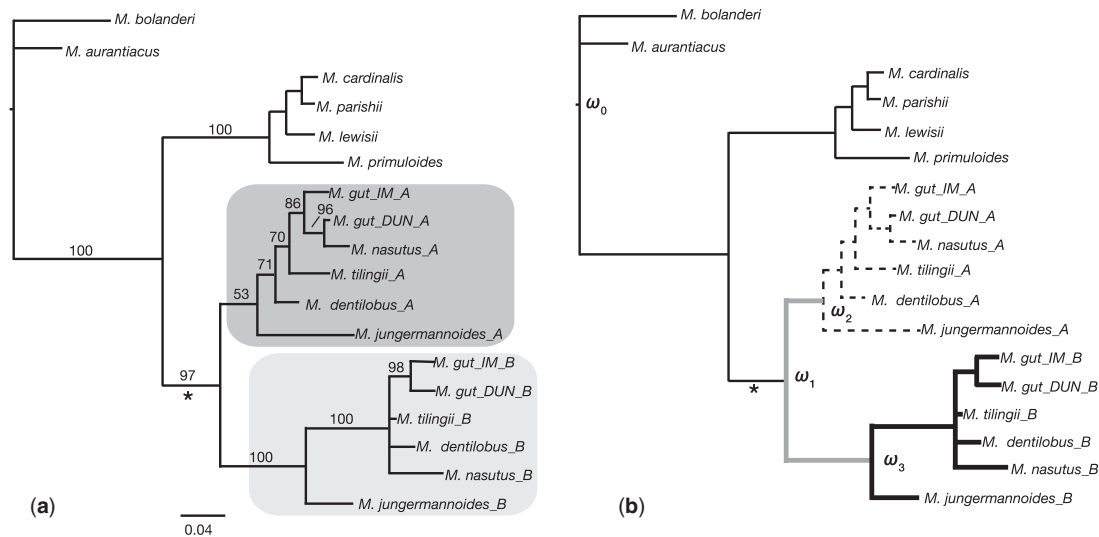 M. bolanderi
M. aurantiacus
M. cardinalis
M. parishii
100
M. lewisii
M. primuloides
M. gut_IM_A
86
96
M. gut_DUN_A
70
M. nasutus_A
100
71
M. tilingii_A
53
M. dentilobus_A
M. jungermannoides_A
97
*
98
M. gut_IM_B
M. gut_DUN_B
100
M. tilingii_B
M. dentilobus_B
100
M. nasutus_B
M. jungermannoides_B
(a)
0.04
M. bolanderi
M. aurantiacus
ω0
M. cardinalis
M. parishii
M. lewisii
M. primuloides
M. gut_IM_A
M. gut_DUN_A
M. nasutus_A
M. tilingii_A
M. dentilobus_A
ω2
M. jungermannoides_A
ω1
*
M. gut_IM_B
M. gut_DUN_B
M. tilingii_B
M. dentilobus_B
ω3
M. nasutus_B
M. jungermannoides_B
(b)